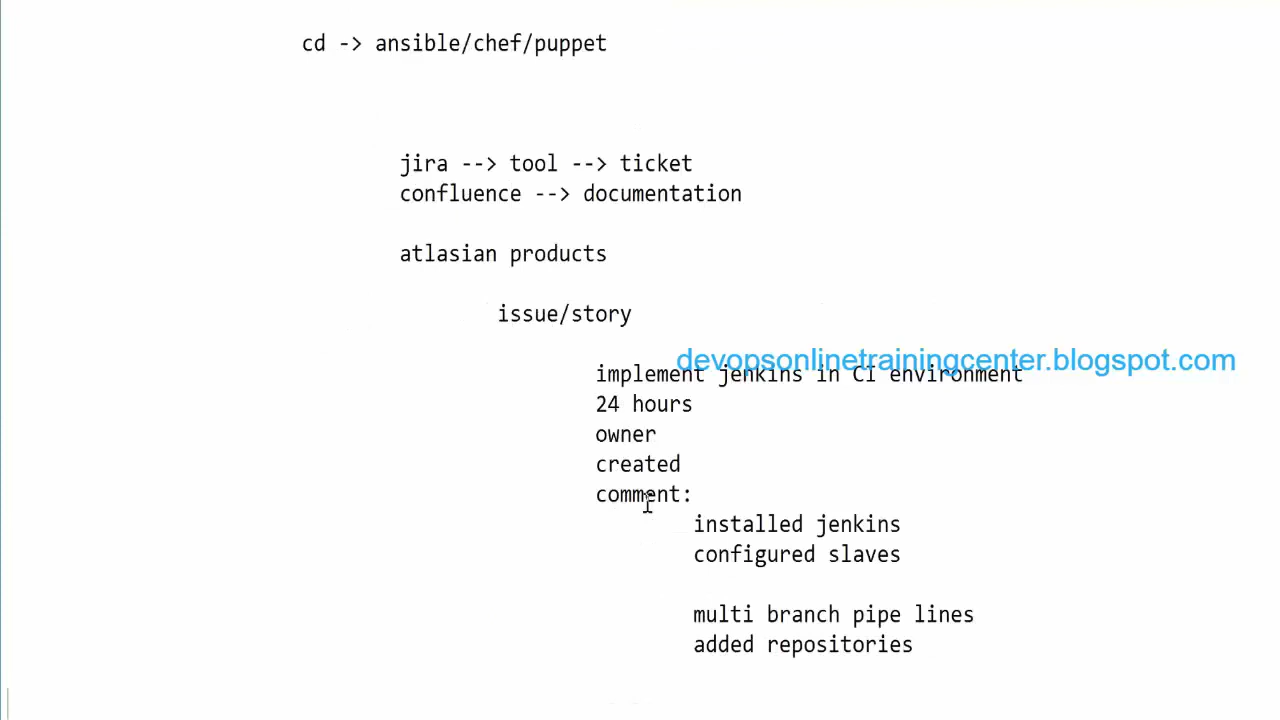 cd -> ansible/chef/puppet
jira --> tool --> ticket
confluence --> documentation
atlasian products
issue/story
devopsonlinetrainingcenter.blogspot.com
implement jenkins in CI environment
24 hours
owner
created
comment:
installed jenkins
configured slaves
multi branch pipe lines
added repositories